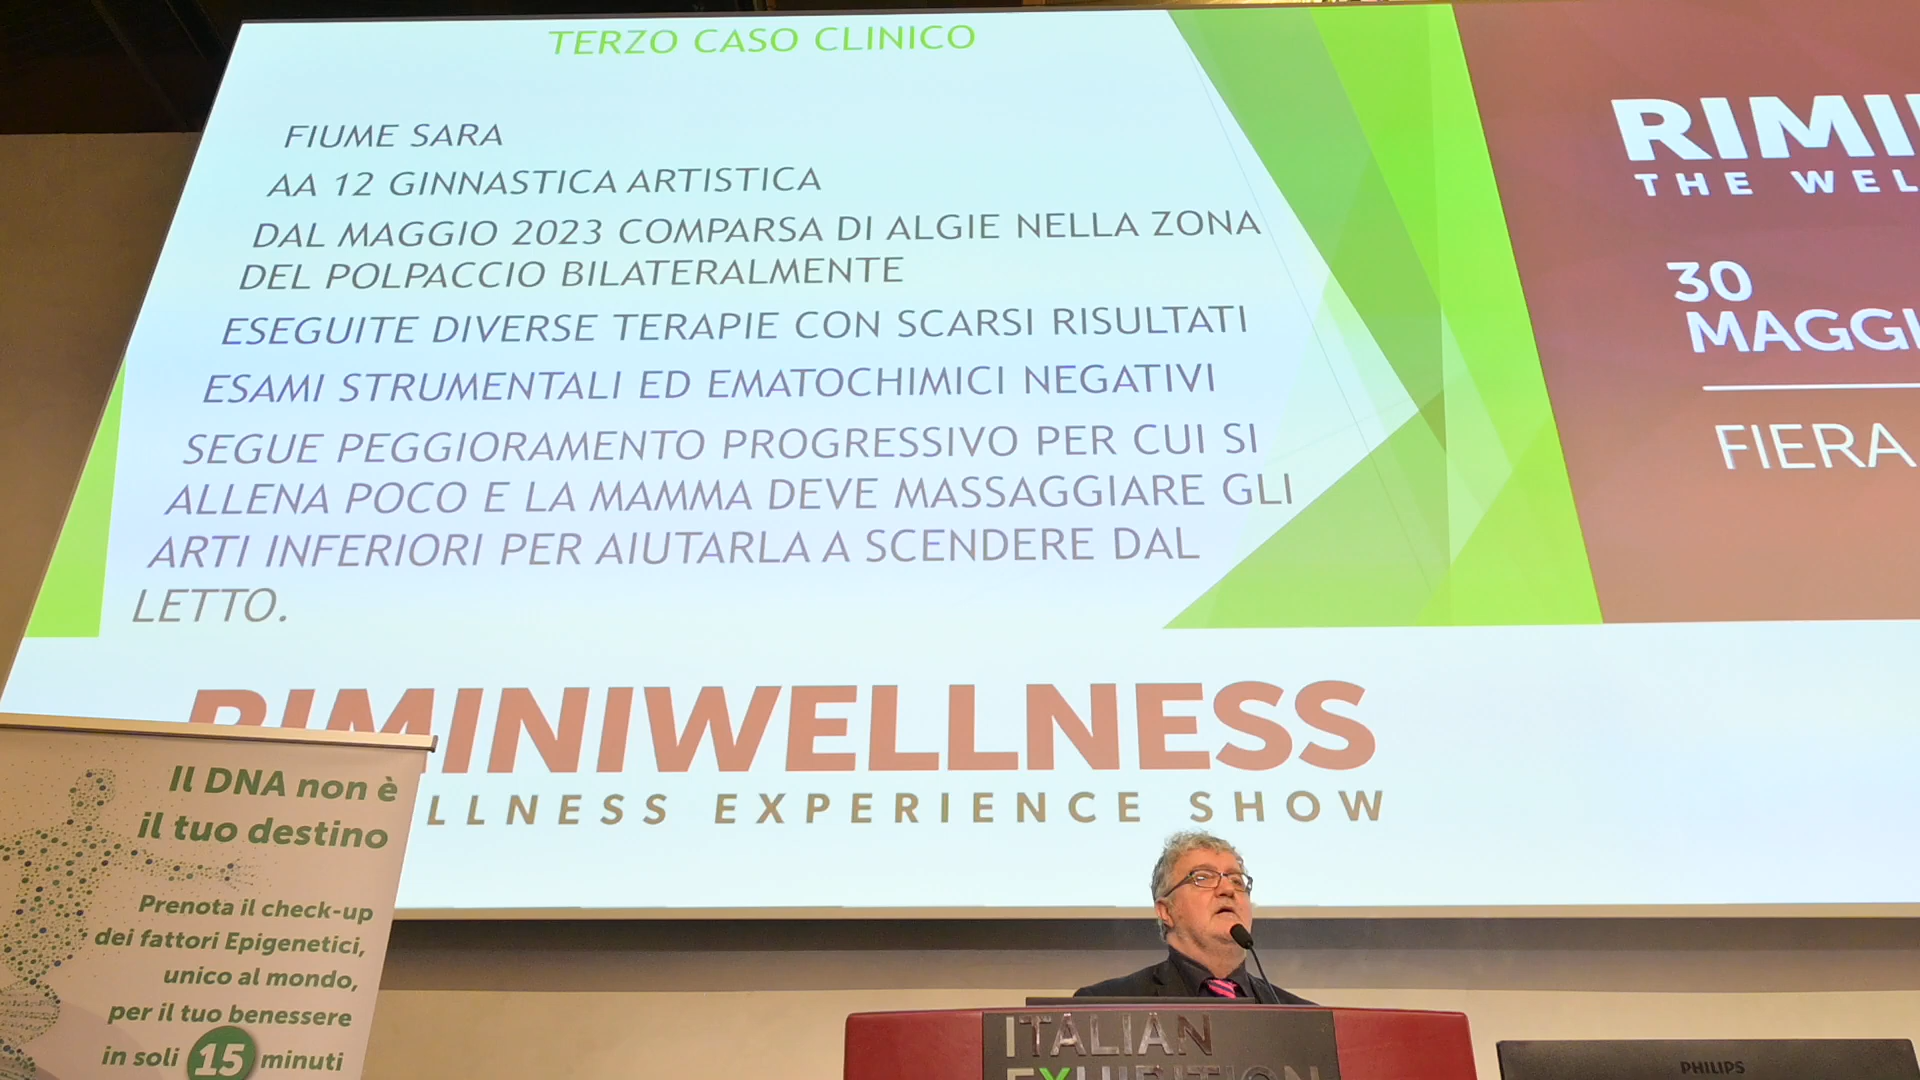 TERZO CASO CLINICO
FIUME SARA
AA 12 GINNASTICA ARTISTICA
DAL MAGGIO 2023 COMPARSA DI ALGIE NELLA ZONA
DEL POLPACCIO BILATERALMENTE
ESEGUITE DIVERSE TERAPIE CON SCARSI RISULTATI
ESAMI STRUMENTALI ED EMATOCHIMICI NEGATIVI
SEGUE PEGGIORAMENTO PROGRESSIVO PER CUI SI
ALLENA POCO E LA MAMMA DEVE MASSAGGIARE GLI
ARTI INFERIORI PER AIUTARLA A SCENDERE DAL
LETTO.
RIMINIWELLNESS
LLNESS EXPERIENCE SHOW
RIMI
THE WEL
30
MAGGI
FIERA
Il DNA non è
il tuo destino
Prenota il check-up
dei fattori Epigenetici,
unico al mondo,
per il tuo benessere
in soli 15 minuti
ITALIAN
EXHIBITION
PHILIPS